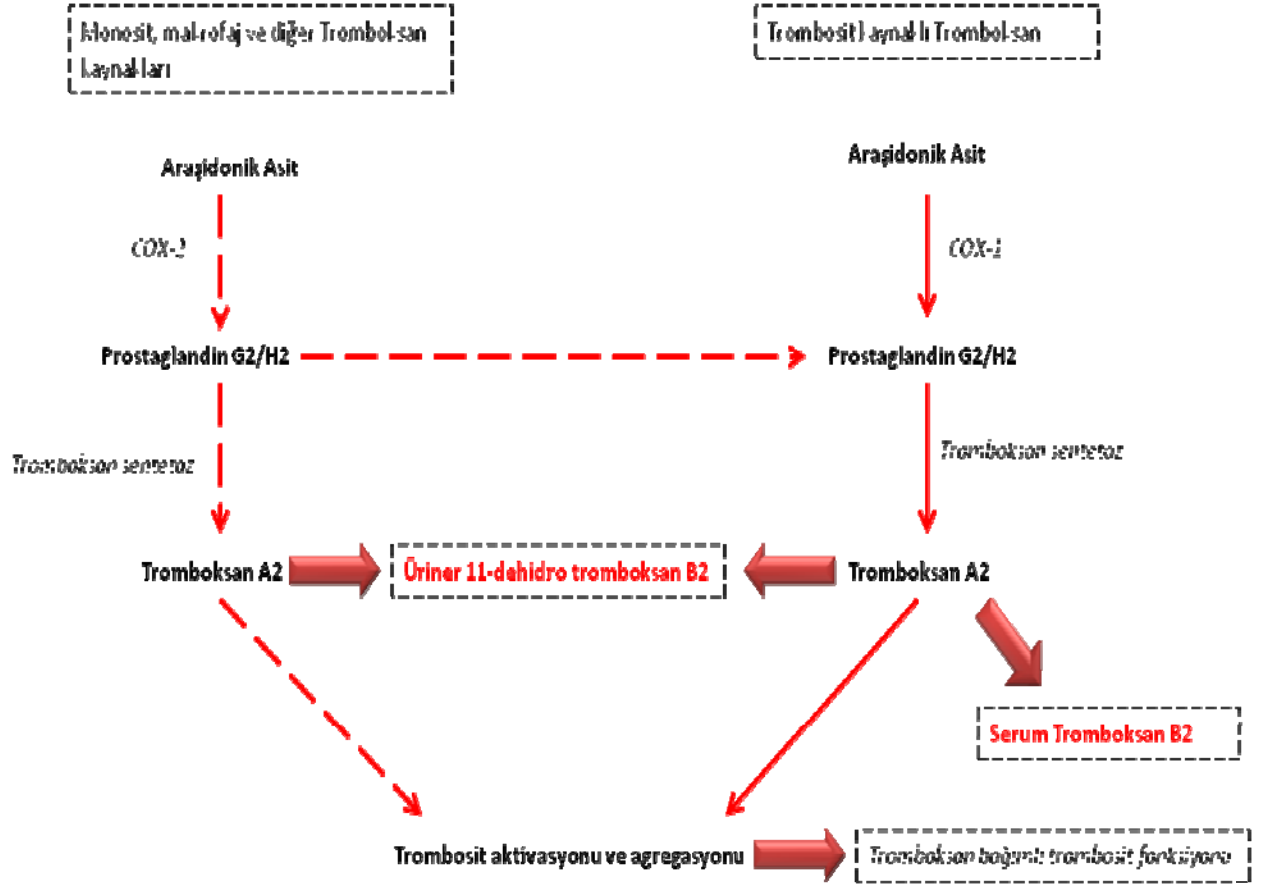 Monosit, makrofaj ve diğer Tromboksan
kaynakları
Trombosit kaynaklı Tromboksan
Araşidonik Asit
Araşidonik Asit
COX-2
COX-1
Prostaglandin G2/H2
Prostaglandin G2/H2
Tromboksan sentetaz
Tromboksan sentetaz
Tromboksan A2
Üriner 11-dehidro tromboksan B2
Tromboksan A2
Serum Tromboksan B2
Trombosit aktivasyonu ve agregasyonu
Tromboksan bağımlı trombosit fonksiyonu